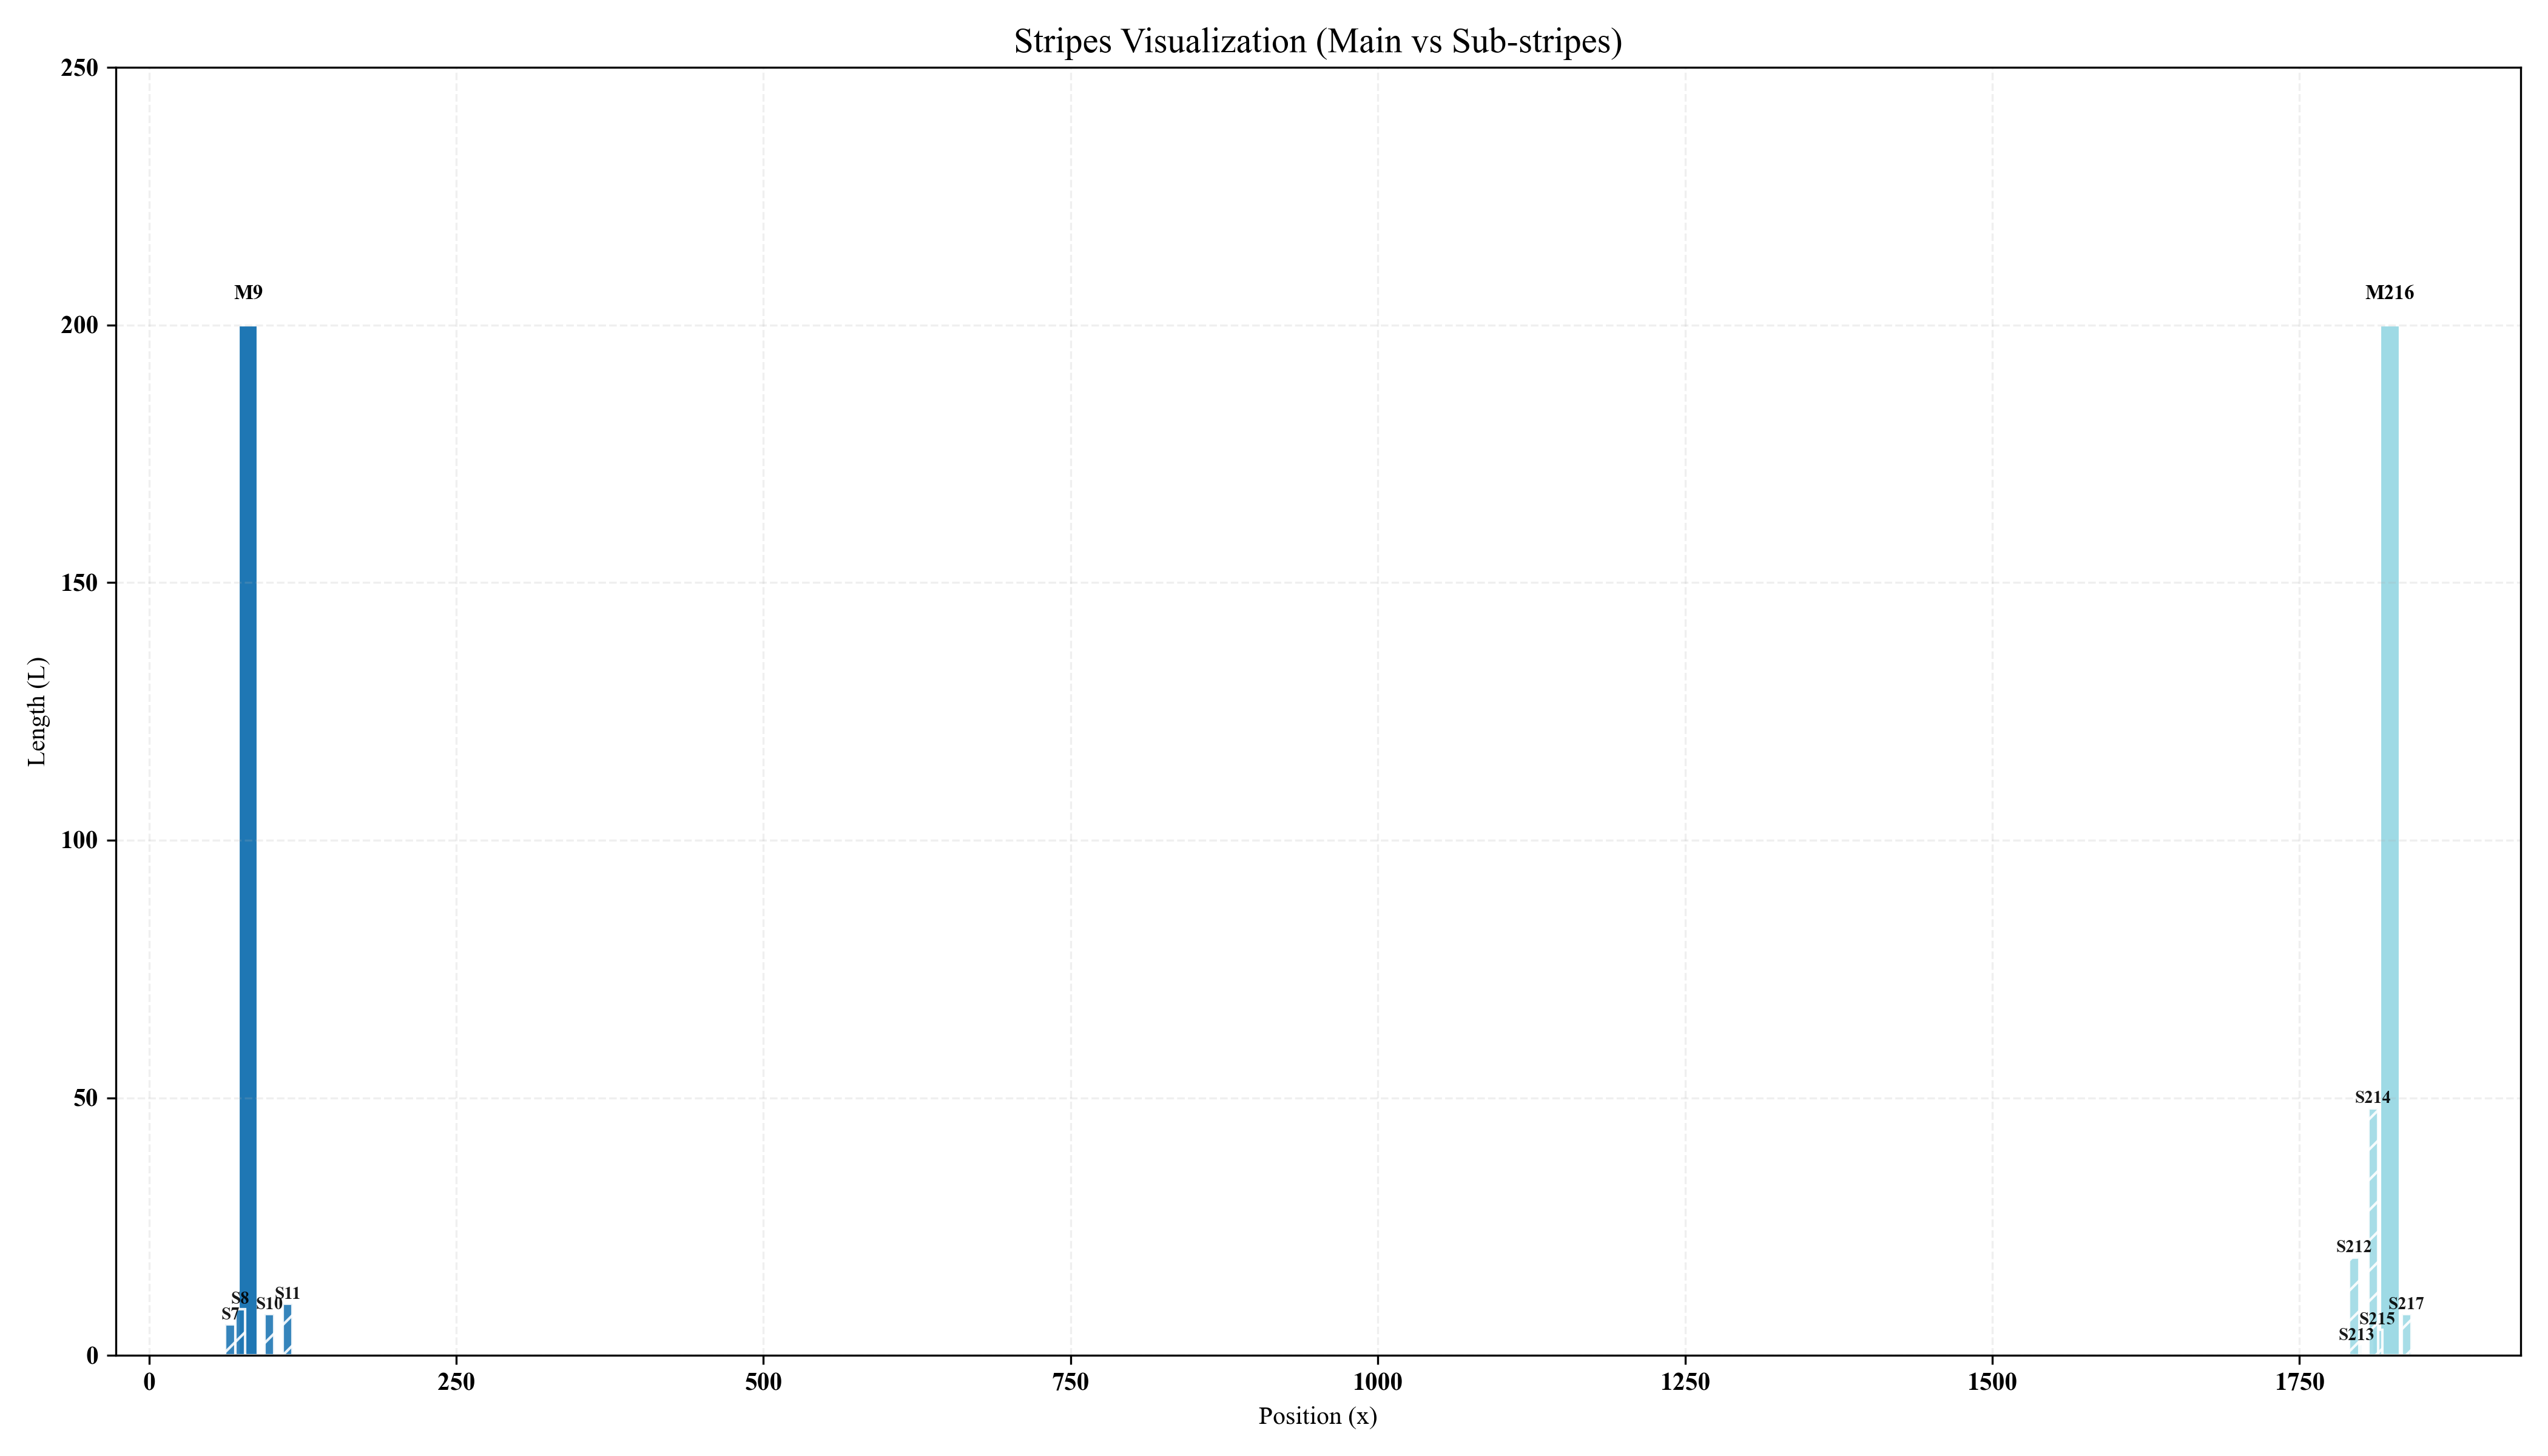 Stripes Visualization (Main vs Sub-stripes)
250
M9
M216
200
150
Length (L)
100
50
S214
S212
S8
S11
S7
S10
S217
S215
S213
0
0 250 500 750 1000 1250 1500 1750
Position (x)